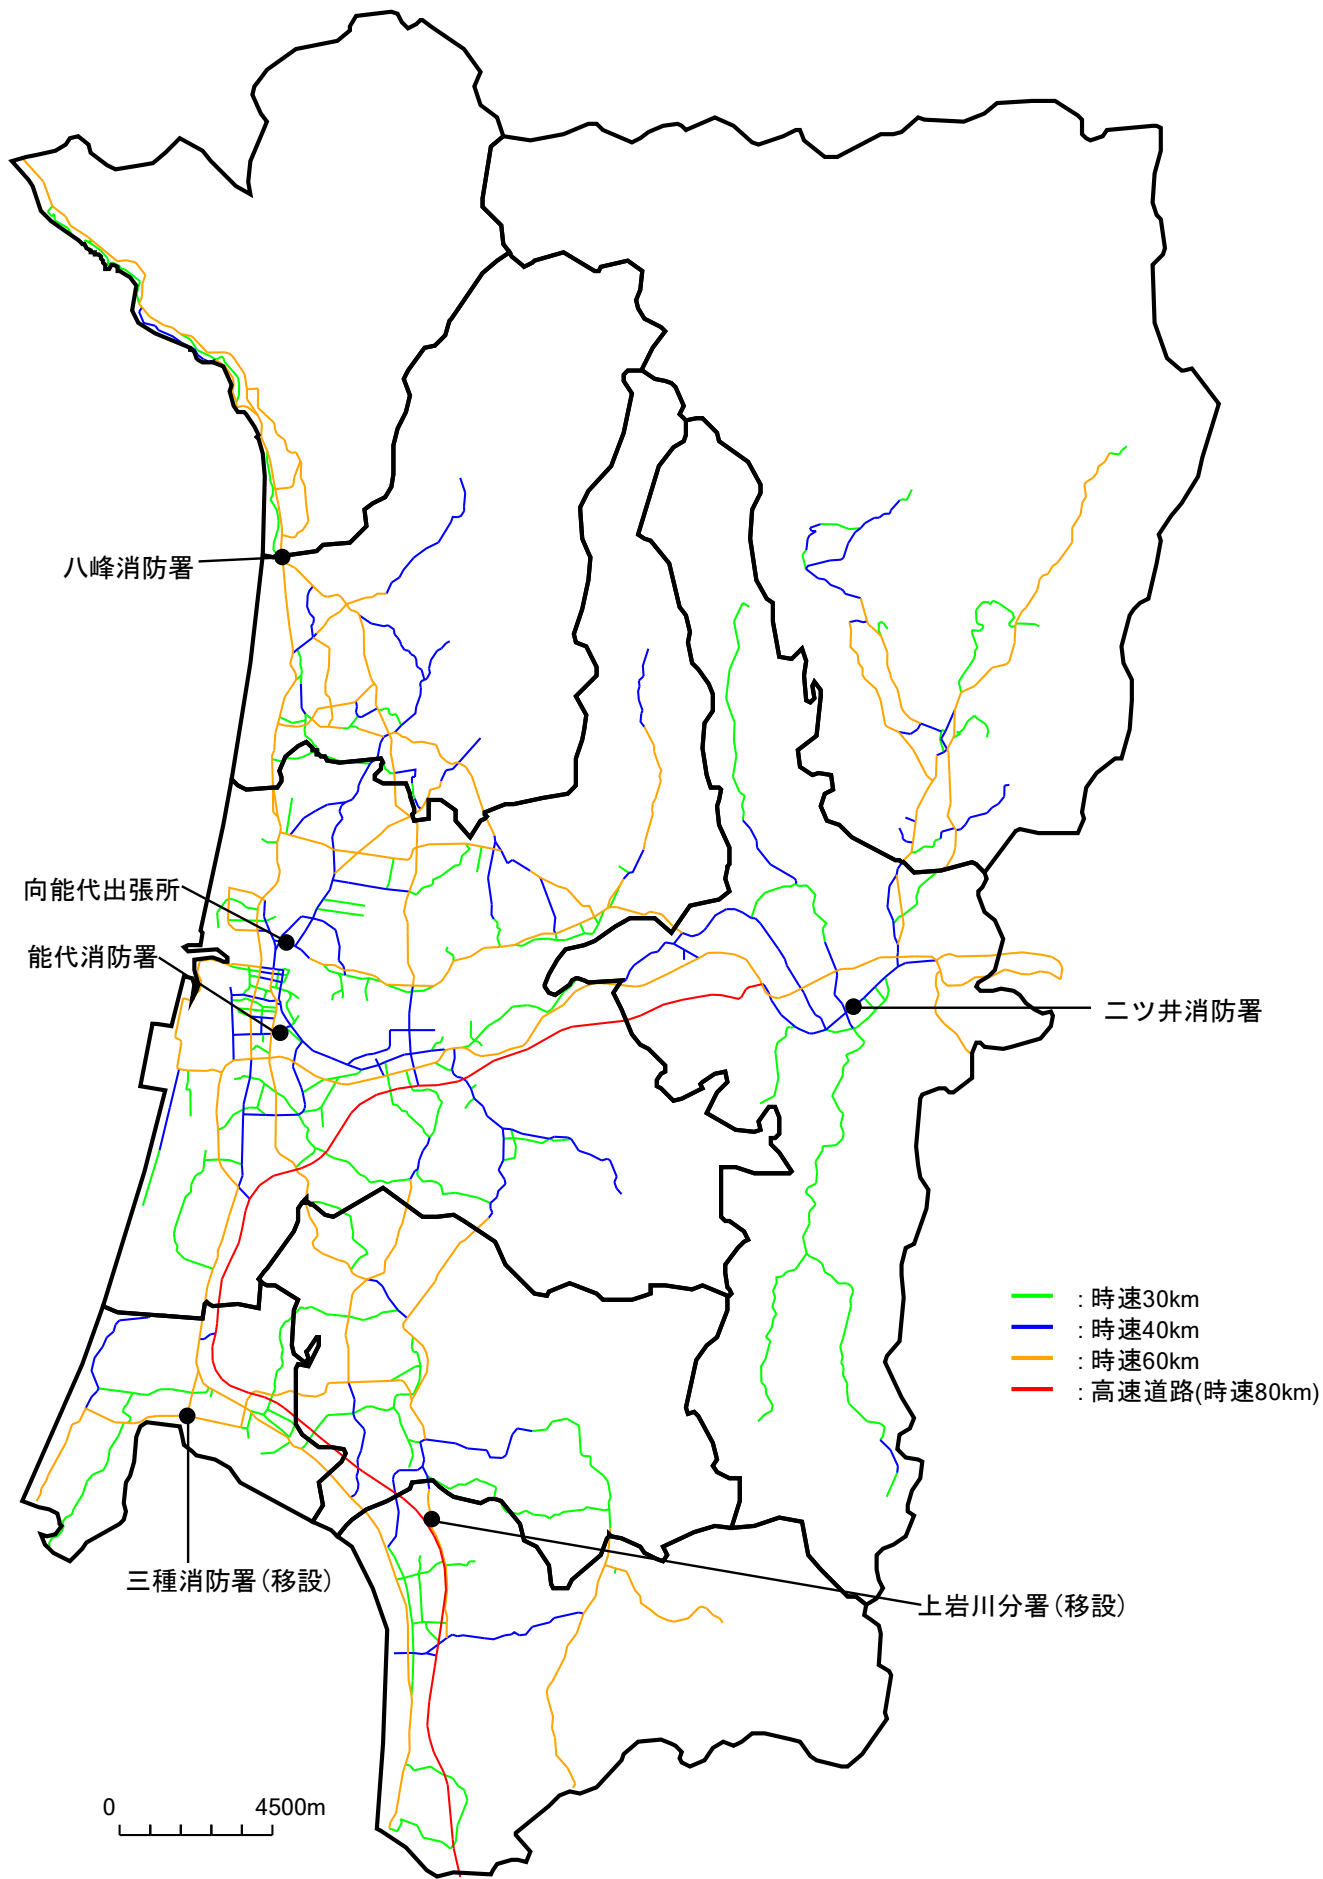 八峰消防署
向能代出張所
能代消防署
二ツ井消防署
：時速30km
：時速40km
：時速60km
：高速道路(時速80km)
三種消防署（移設）
上岩川分署（移設）
0 4500m